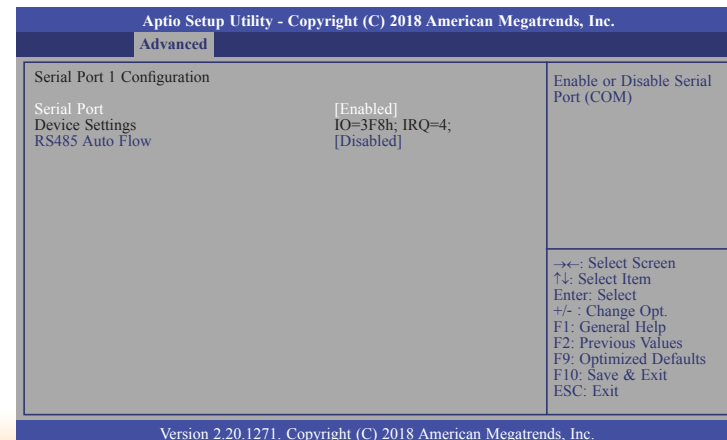 Aptio Setup Utility - Copyright (C) 2018 American Megatrends, Inc.
Advanced
Serial Port 1 Configuration
Serial Port [Enabled]
Device Settings IO=3F8h; IRQ=4;
RS485 Auto Flow [Disabled]
Enable or Disable Serial
Port (COM)
→←: Select Screen
↑↓: Select Item
Enter: Select
+/- : Change Opt.
F1: General Help
F2: Previous Values
F9: Optimized Defaults
F10: Save & Exit
ESC: Exit
Version 2.20.1271. Copyright (C) 2018 American Megatrends, Inc.